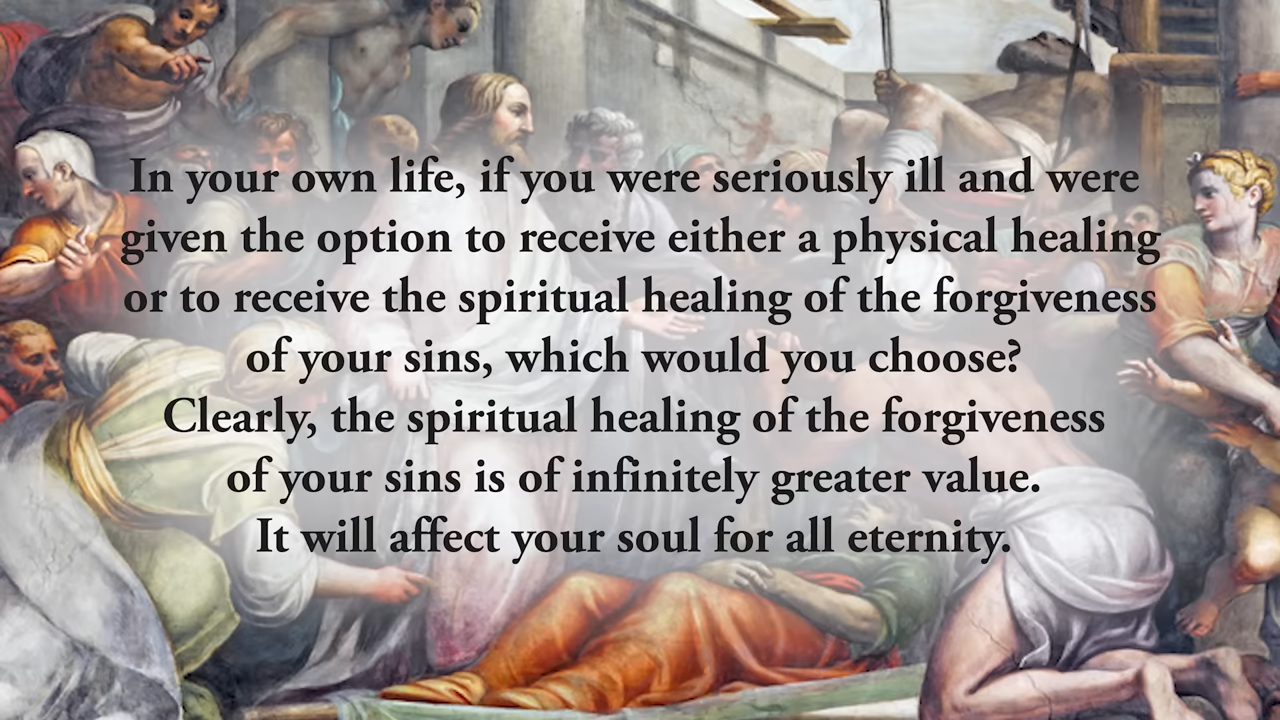 In your own life, if you were seriously ill and were
given the option to receive either a physical healing
or to receive the spiritual healing of the forgiveness
of your sins, which would you choose?
Clearly, the spiritual healing of the forgiveness
of your sins is of infinitely greater value.
It will affect your soul for all eternity.